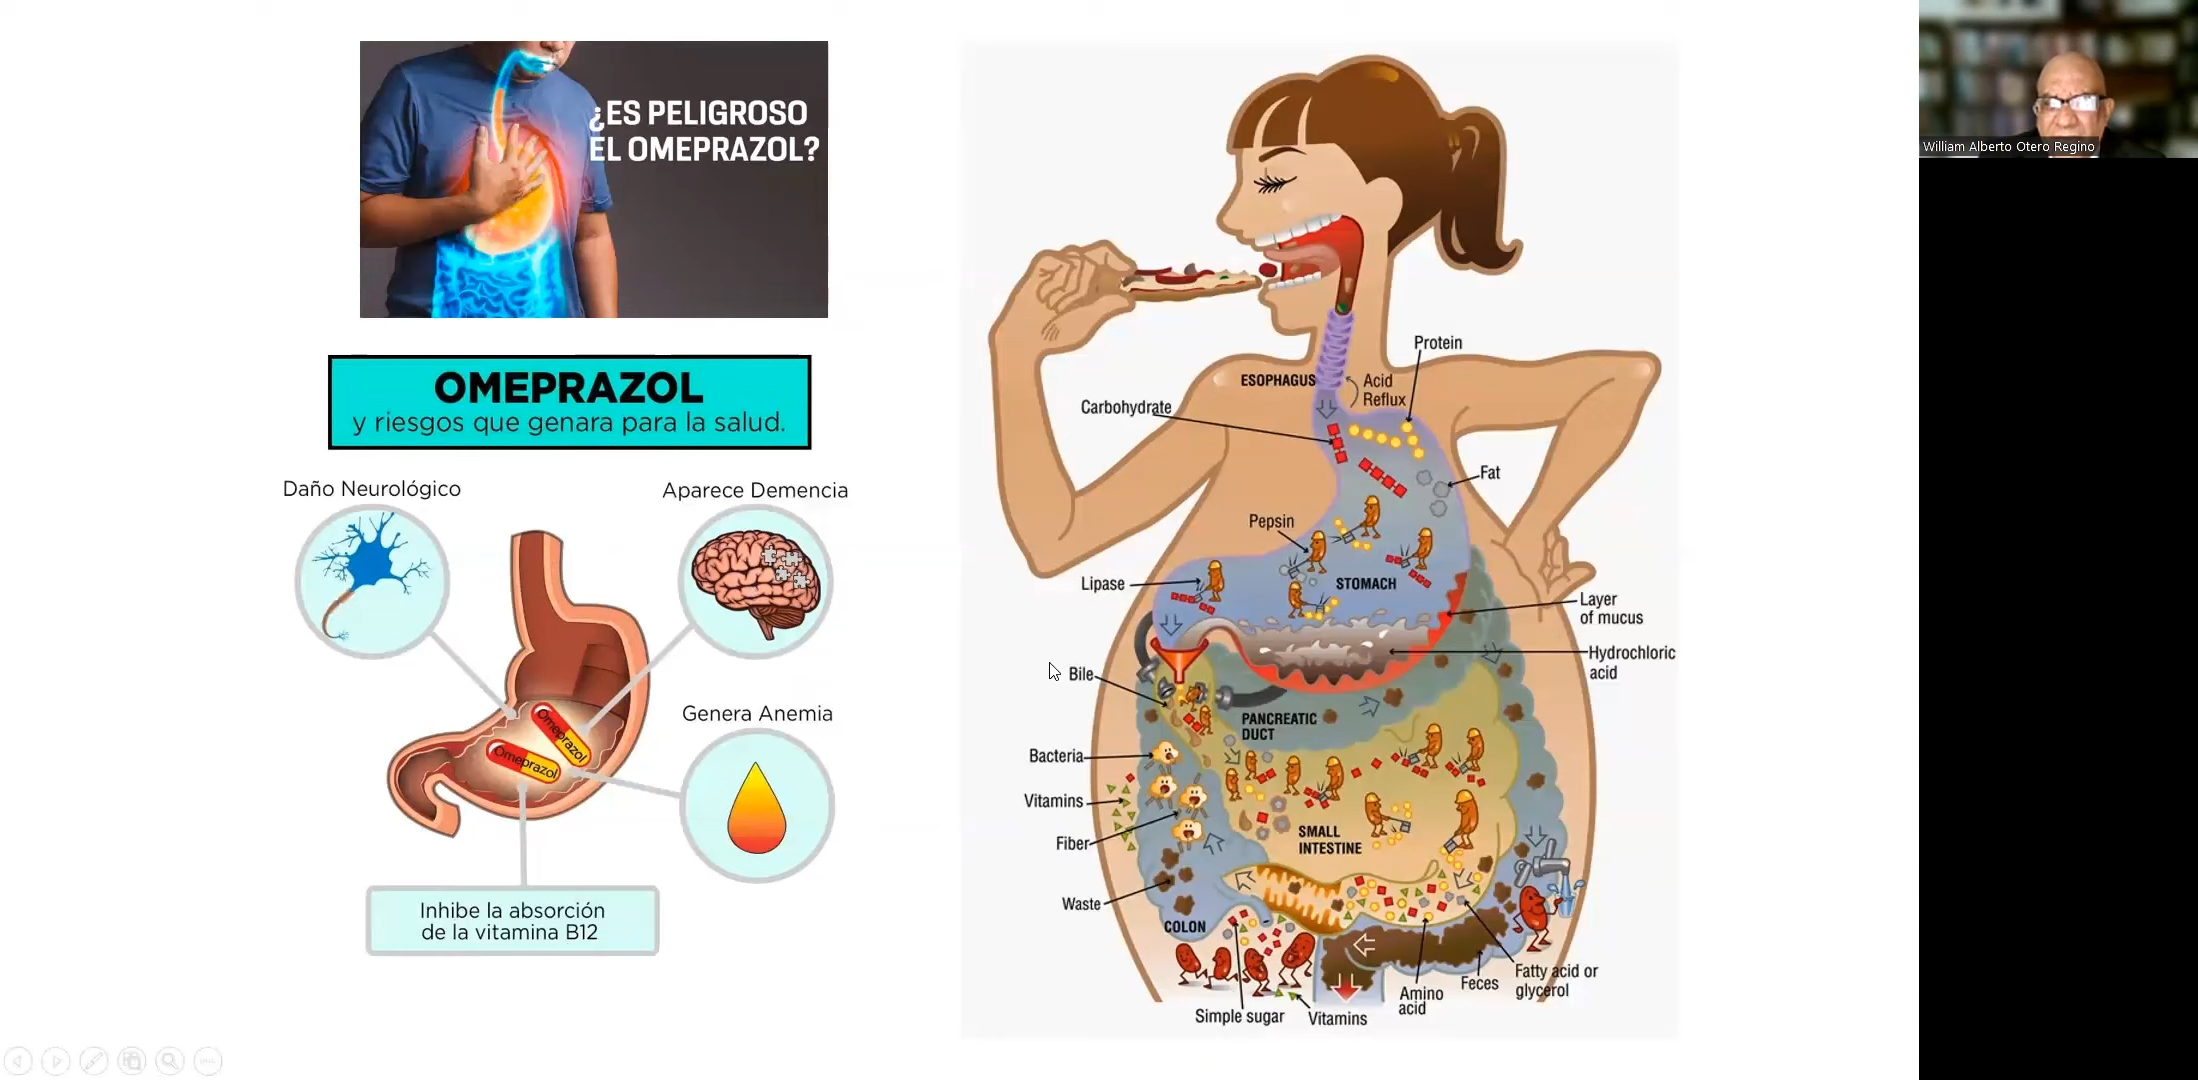 ¿ES PELIGROSO
EL OMEPRAZOL?
OMEPRAZOL
y riesgos que genara para la salud.
Daño Neurológico
Aparece Demencia
Omeprazol
Omeprazol
Genera Anemia
Inhibe la absorción
de la vitamina B12
Protein
ESOPHAGUS
Acid
Reflux
Carbohydrate
Fat
Pepsin
Lipase
STOMACH
Layer
of mucus
Hydrochloric
acid
Bile
PANCREATIC
DUCT
Bacteria
Vitamins
Fiber
SMALL
INTESTINE
Waste
COLON
Fatty acid or
glycerol
Feces
Amino
acid
Simple sugar
Vitamins
William Alberto Otero Regino